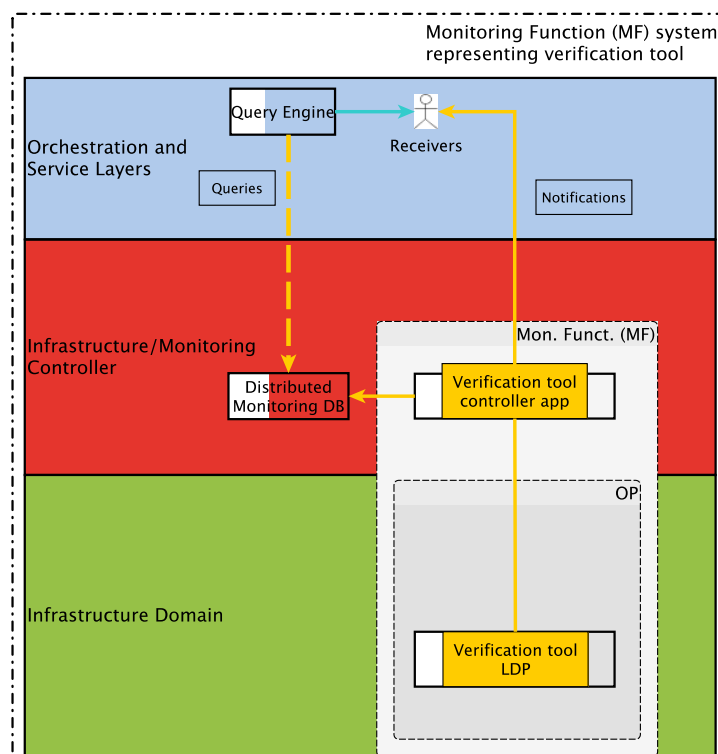 Monitoring Function (MF) system
representing verification tool
Query Engine
Receivers
Orchestration and
Service Layers
Queries
Notifications
Mon. Funct. (MF)
Infrastructure/Monitoring
Controller
Distributed
Monitoring DB
Verification tool
controller app
OP
Infrastructure Domain
Verification tool
LDP